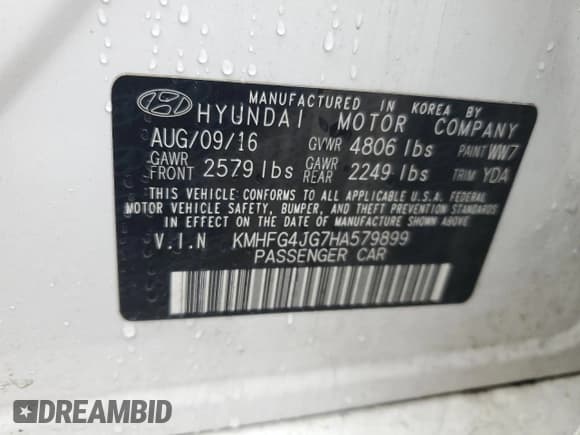 MANUFACTURED IN KOREA BY
HYUNDAI MOTOR COMPANY
AUG/09/16 GVWR 4806 lbs PAINT WW7
GAWR FRONT 2579 lbs GAWR REAR 2249 lbs TRIM YDA
THIS VEHICLE CONFORMS TO ALL APPLICABLE U.S.A. FEDERAL
MOTOR VEHICLE SAFETY, BUMPER, AND THEFT PREVENTION STANDARDS
IN EFFECT ON THE DATE OF MANUFACTURE SHOWN ABOVE.
V.I.N KMHFG4JG7HA579899
PASSENGER CAR
DREAMBID